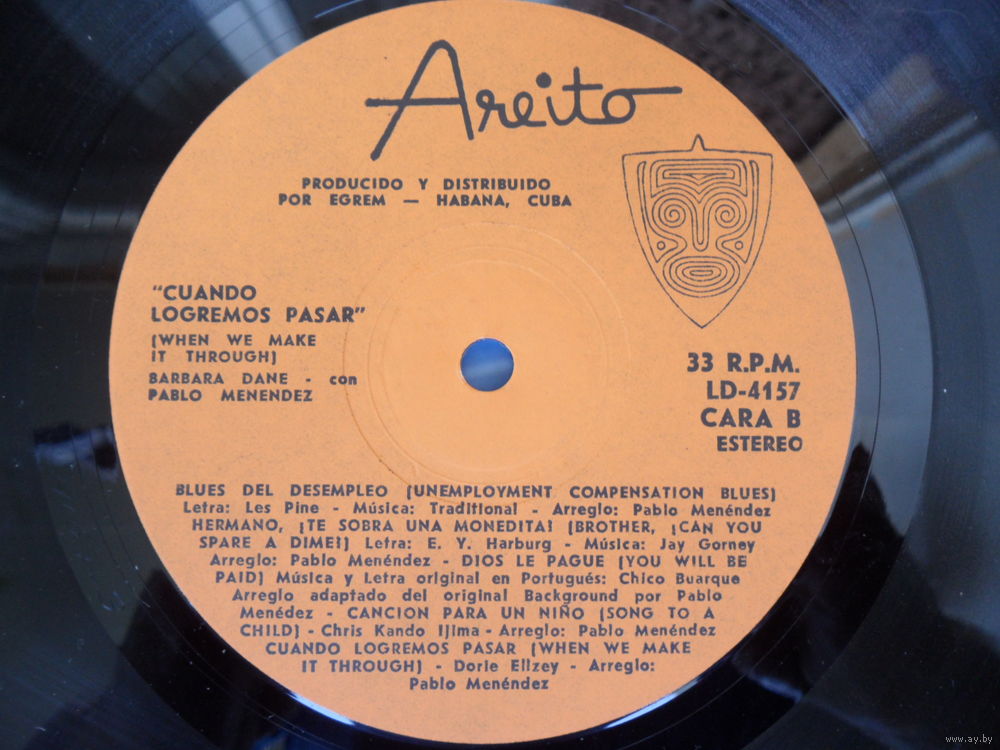 Areito
PRODUCIDO Y DISTRIBUIDO
POR EGREM — HABANA, CUBA
"CUANDO
LOGREMOS PASAR"
(WHEN WE MAKE
IT THROUGH)
BARBARA DANE - con
PABLO MENENDEZ
33 R.P.M.
LD-4157
CARA B
ESTEREO
BLUES DEL DESEMPLEO (UNEMPLOYMENT COMPENSATION BLUES)
Letra: Les Pine - Música: Traditional - Arreglo: Pablo Menéndez
HERMANO, ¡TE SOBRA UNA MONEDITA? (BROTHER, ¡CAN YOU
SPARE A DIME?) Letra: E. Y. Harburg - Música: Jay Gorney
Arreglo: Pablo Menéndez - DIOS LE PAGUE (YOU WILL BE
PAID) Música y Letra original en Portugués: Chico Buarque
Arreglo adaptado del original Background por Pablo
Menédez - CANCION PARA UN NIÑO (SONG TO A
CHILD) - Chris Kando Ijima - Arreglo: Pablo Menéndez
CUANDO LOGREMOS PASAR (WHEN WE MAKE
IT THROUGH) - Dorie Ellzey - Arreglo:
Pablo Menéndez
www.ay.by